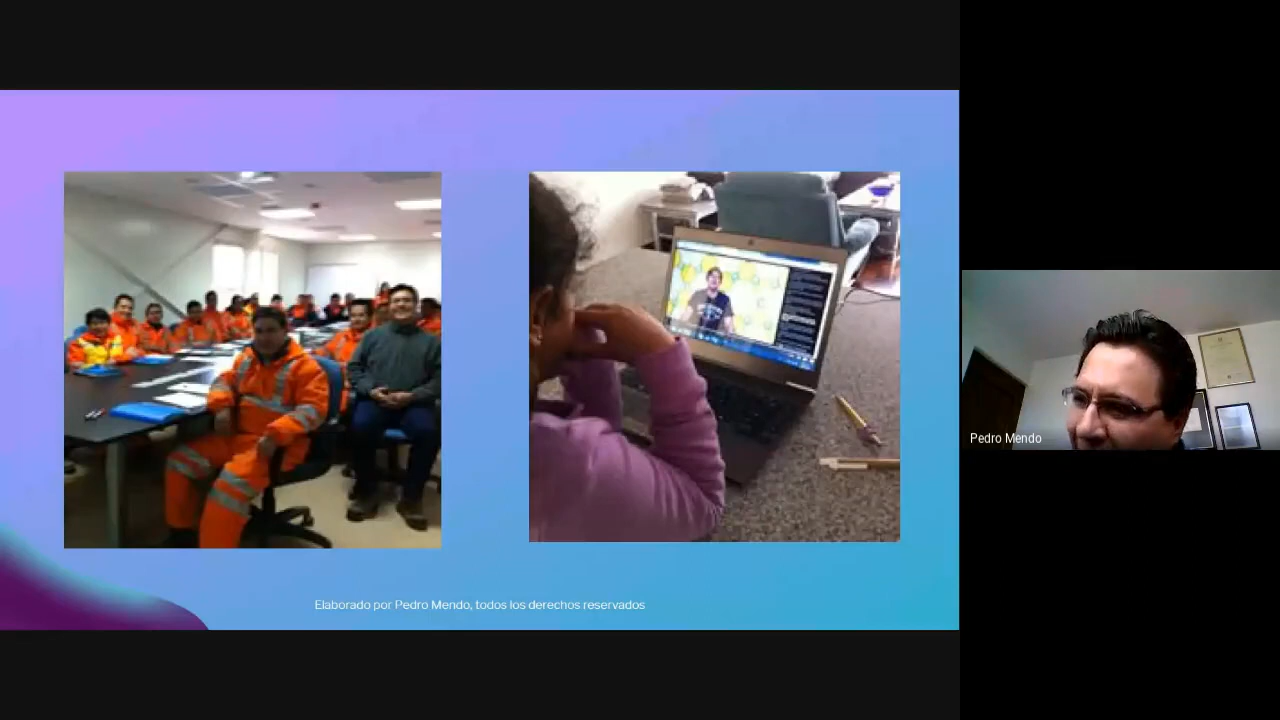 Elaborado por Pedro Mendo, todos los derechos reservados
Pedro Mendo